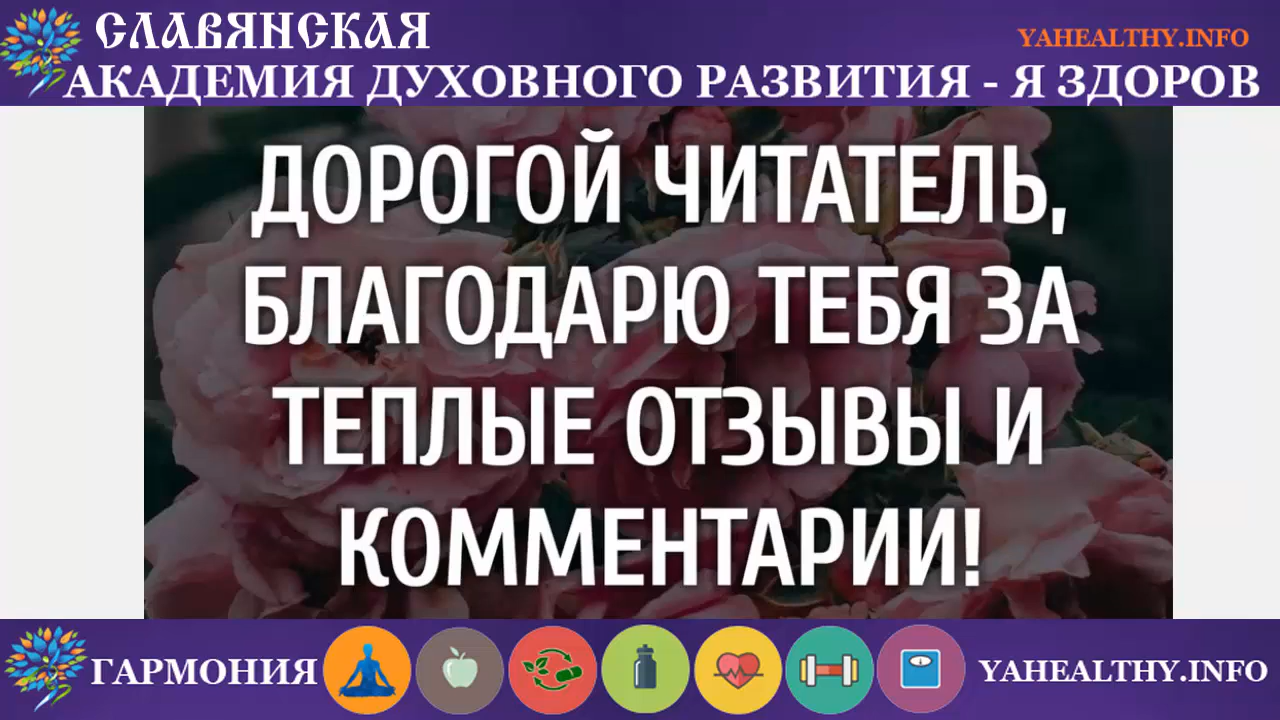 СЛАВЯНСКАЯ
YAHEALTHY.INFO
АКАДЕМИЯ ДУХОВНОГО РАЗВИТИЯ - Я ЗДОРОВ
ДОРОГОЙ ЧИТАТЕЛЬ,
БЛАГОДАРЮ ТЕБЯ ЗА
ТЕПЛЫЕ ОТЗЫВЫ И
КОММЕНТАРИИ!
ГАРМОНИЯ
YAHEALTHY.INFO